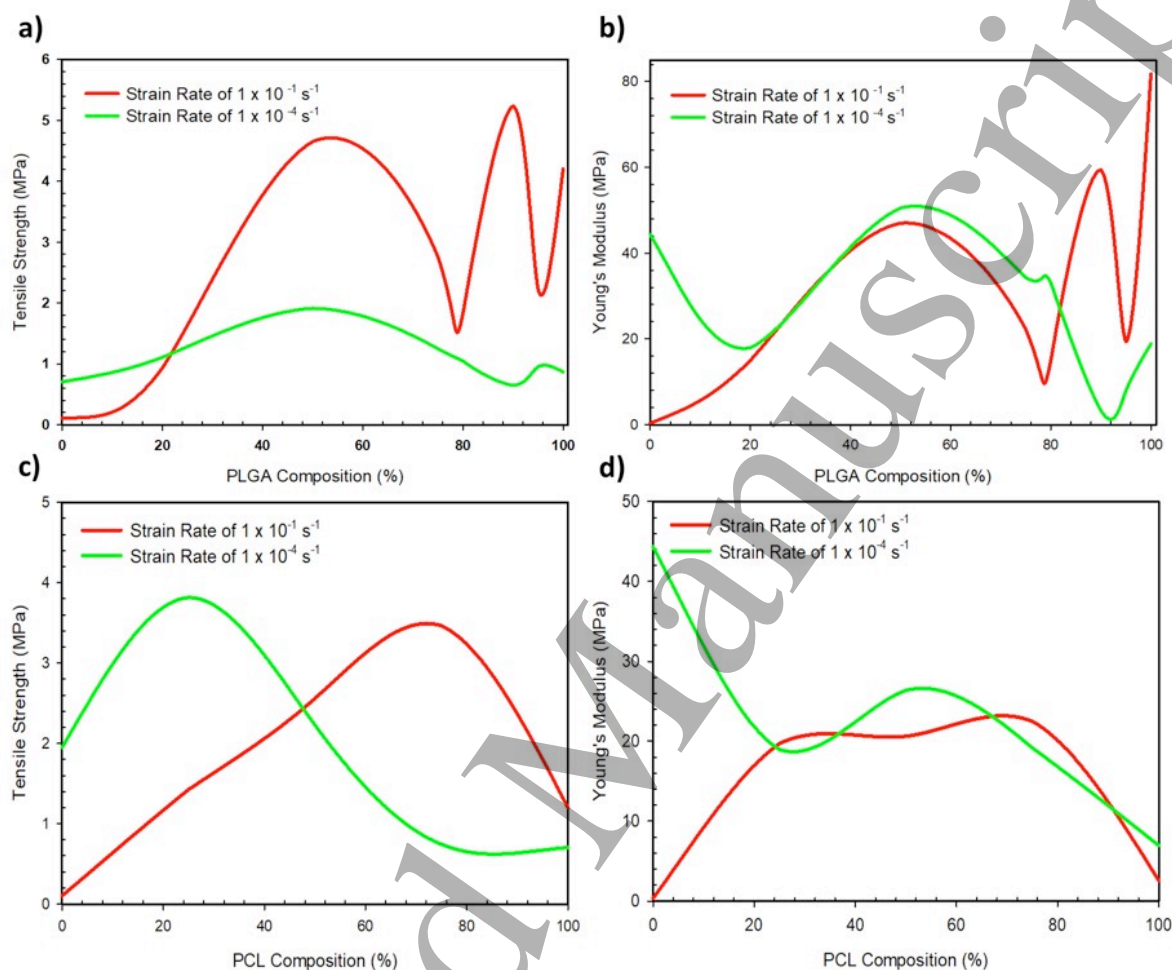 a)
6
5
4
3
2
1
0
Tensile Strength (MPa)
Strain Rate of 1 x 10⁻¹ s⁻¹
Strain Rate of 1 x 10⁻⁴ s⁻¹
0 20 40 60 80 100
PLGA Composition (%)
b)
80
60
40
20
0
Young's Modulus (MPa)
Strain Rate of 1 x 10⁻¹ s⁻¹
Strain Rate of 1 x 10⁻⁴ s⁻¹
0 20 40 60 80 100
PLGA Composition (%)
c)
5
4
3
2
1
0
Tensile Strength (MPa)
Strain Rate of 1 x 10⁻¹ s⁻¹
Strain Rate of 1 x 10⁻⁴ s⁻¹
0 20 40 60 80 100
PCL Composition (%)
d)
50
40
30
20
10
0
Young's Modulus (MPa)
Strain Rate of 1 x 10⁻¹ s⁻¹
Strain Rate of 1 x 10⁻⁴ s⁻¹
0 20 40 60 80 100
PCL Composition (%)
d Manuscrip